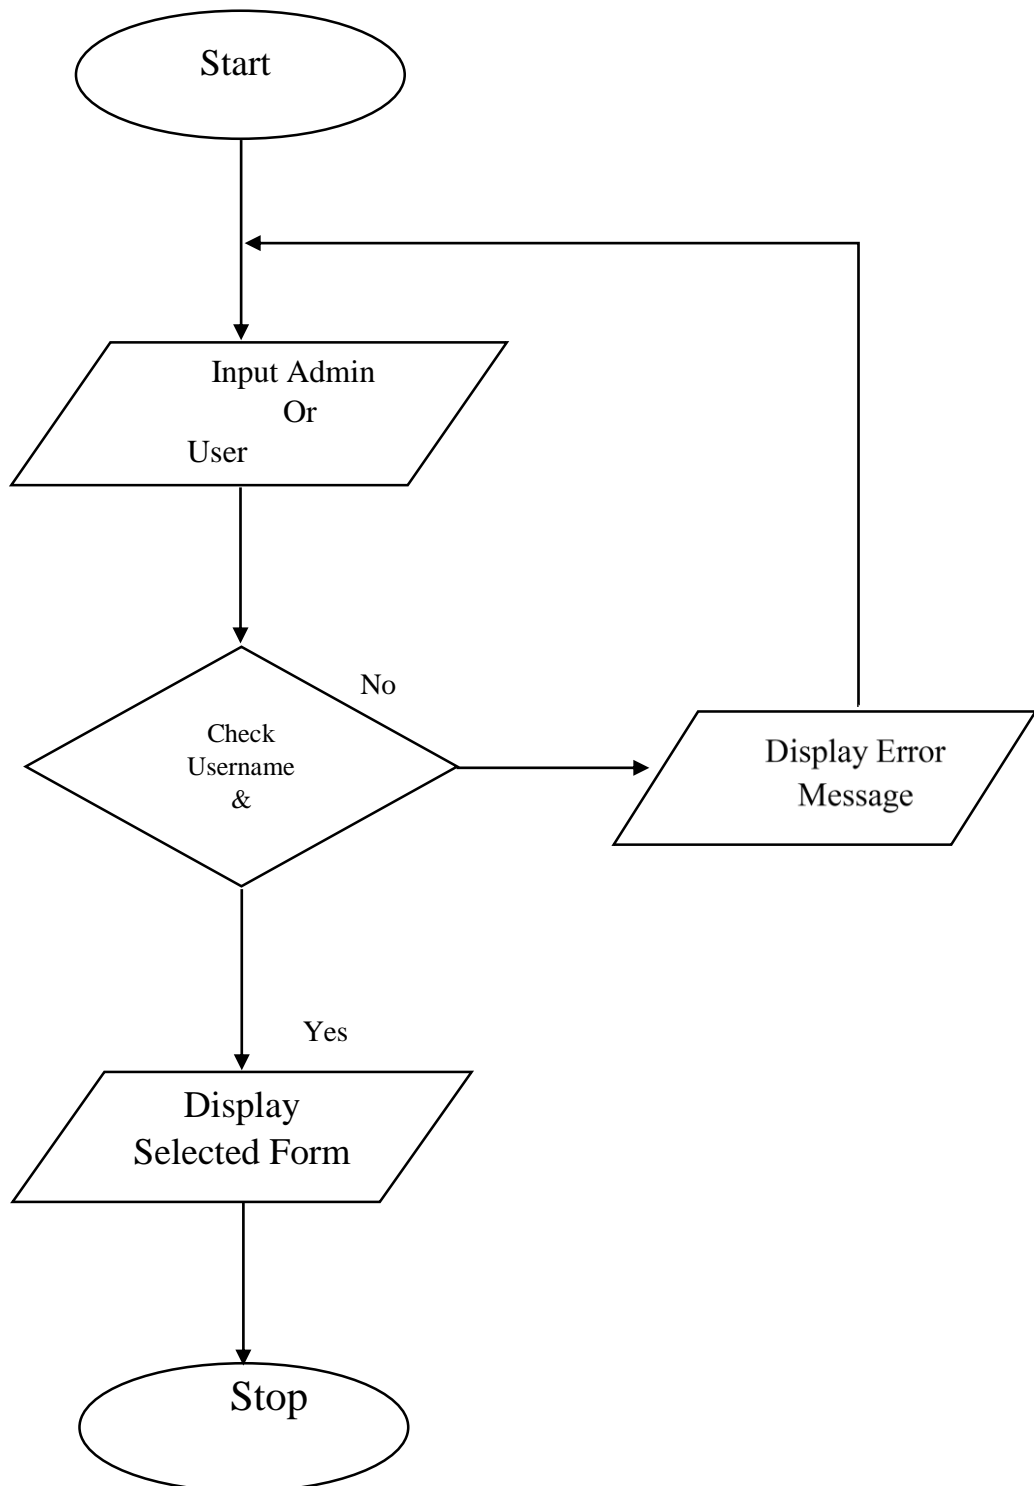 Start
Input Admin
Or
User
No
Check
Username
&
Display Error
Message
Yes
Display
Selected Form
Stop